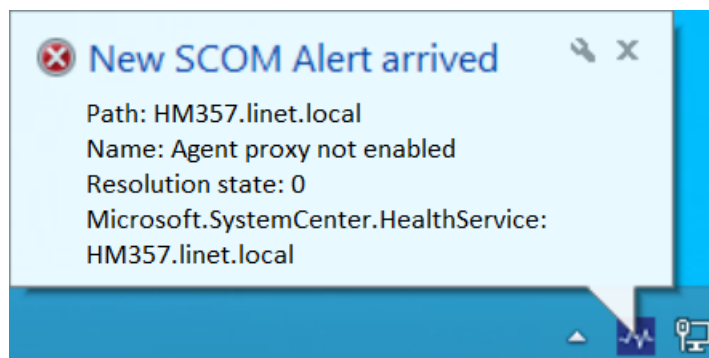 New SCOM Alert arrived
Path: HM357.linet.local
Name: Agent proxy not enabled
Resolution state: 0
Microsoft.SystemCenter.HealthService:
HM357.linet.local